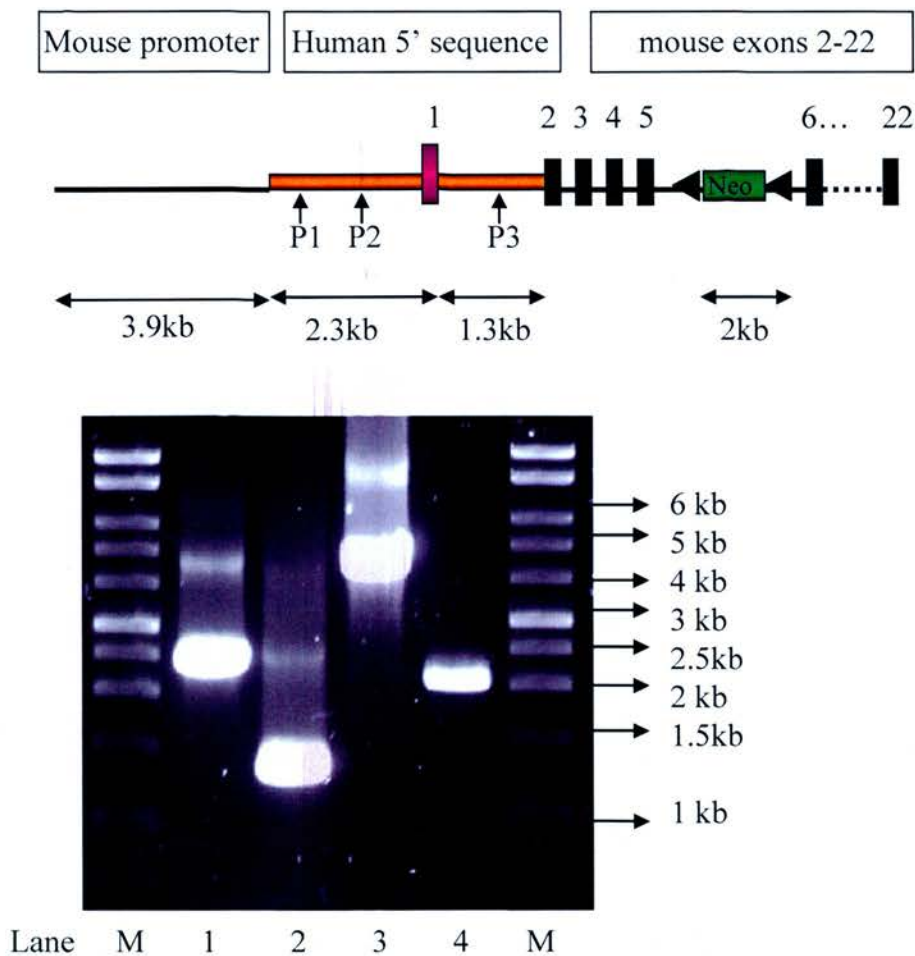 Mouse promoter Human 5’ sequence mouse exons 2-22
1 2 3 4 5 6... 22
Neo
P1 P2 P3
3.9kb 2.3kb 1.3kb 2kb
6 kb
5 kb
4 kb
3 kb
2.5kb
2 kb
1.5kb
1 kb
Lane M 1 2 3 4 M